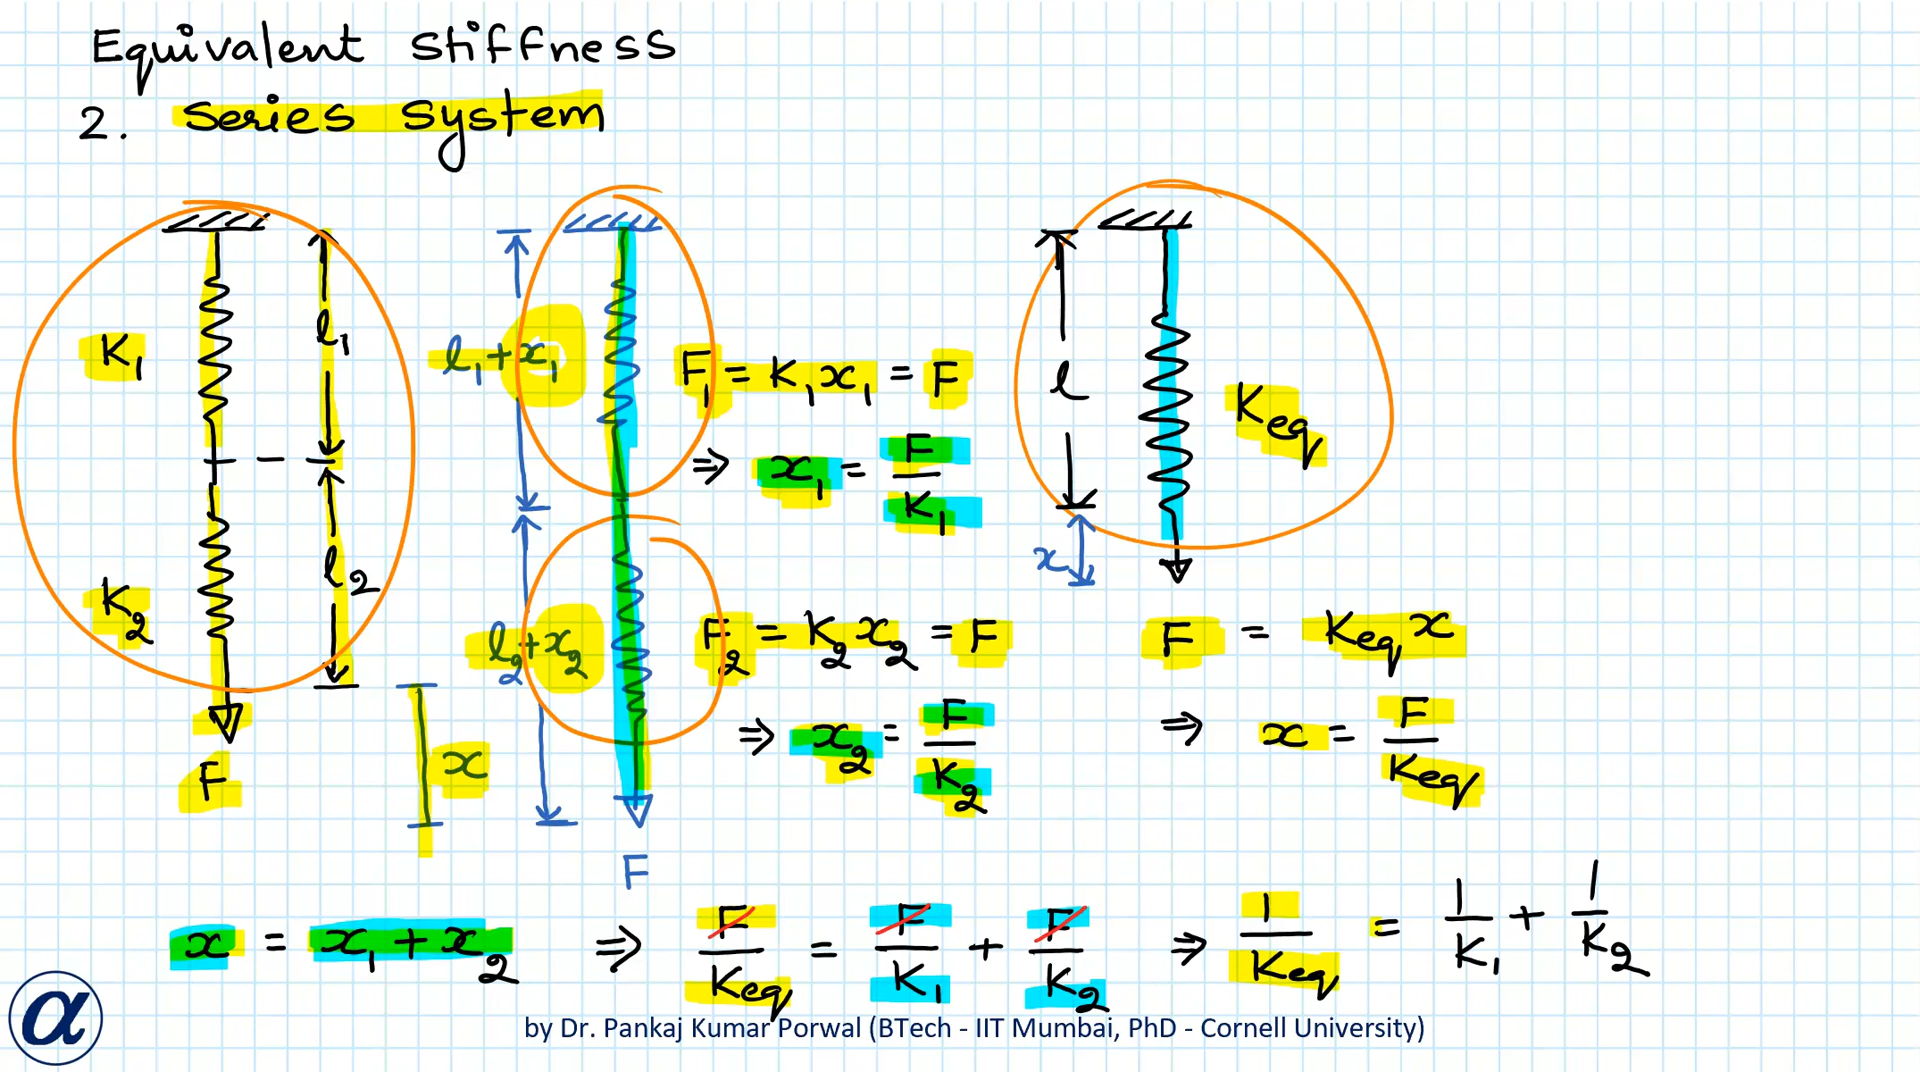 Equivalent stiffness
2. Series system
K₁
l₁
K₂
l₂
F
x
l₁ + x₁
l₂ + x₂
F
F₁ = K₁x₁ = F
⇒ x₁ = F/K₁
F₂ = K₂x₂ = F
⇒ x₂ = F/K₂
l
x
Keq
F = Keq x
⇒ x = F/Keq
x = x₁ + x₂ ⇒ F/Keq = F/K₁ + F/K₂ ⇒ 1/Keq = 1/K₁ + 1/K₂
α
by Dr. Pankaj Kumar Porwal (BTech - IIT Mumbai, PhD - Cornell University)